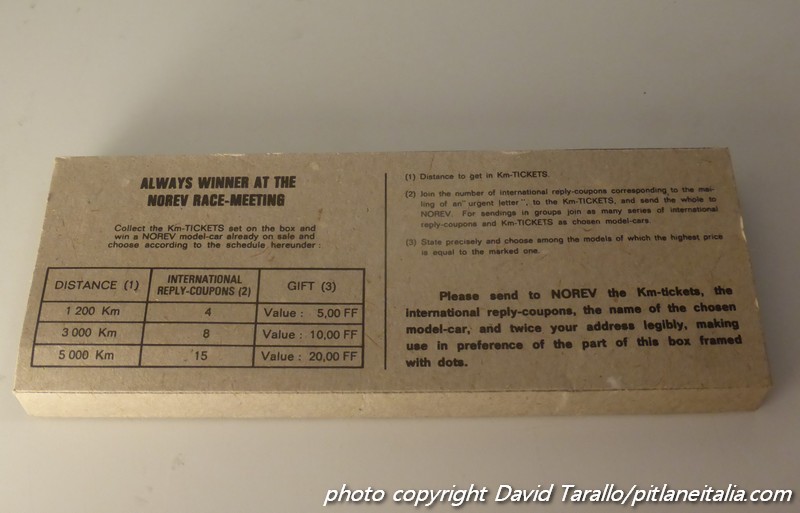 ALWAYS WINNER AT THE
NOREV RACE-MEETING
Collect the Km-TICKETS set on the box and
win a NOREV model-car already on sale and
choose according to the schedule hereunder :
DISTANCE (1) INTERNATIONAL REPLY-COUPONS (2) GIFT (3)
1 200 Km 4 Value : 5,00 FF
3 000 Km 8 Value : 10,00 FF
5 000 Km 15 Value : 20,00 FF
(1) Distance to get in Km-TICKETS.
(2) Join the number of international reply-coupons corresponding to the mai-
ling of an "urgent letter", to the Km-TICKETS, and send the whole to
NOREV. For sendings in groups join as many series of international
reply-coupons and Km-TICKETS as chosen model-cars.
(3) State precisely and choose among the models of which the highest price
is equal to the marked one.
Please send to NOREV the Km-tickets, the
international reply-coupons, the name of the chosen
model-car, and twice your address legibly, making
use in preference of the part of this box framed
with dots.
photo copyright David Tarallo/pitlaneitalia.com